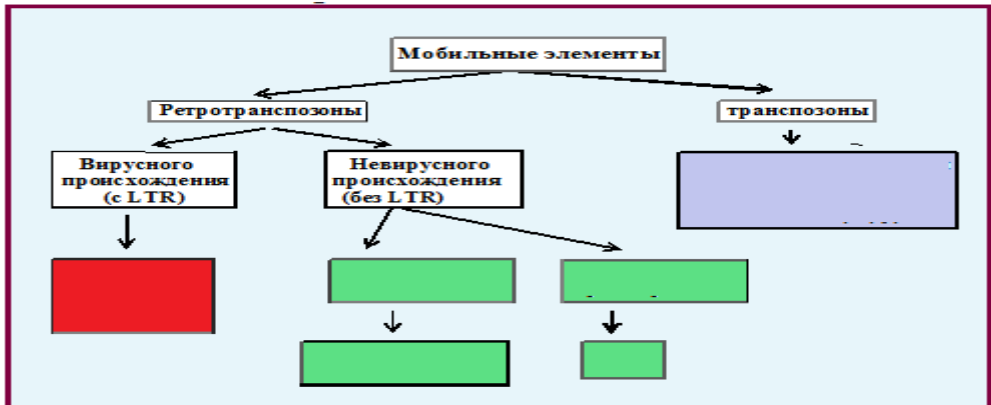 Мобильные элементы
Ретротранспозоны
транспозоны
Вирусного
происхождения
(с LTR)
Невирусного
происхождения
(без LTR)